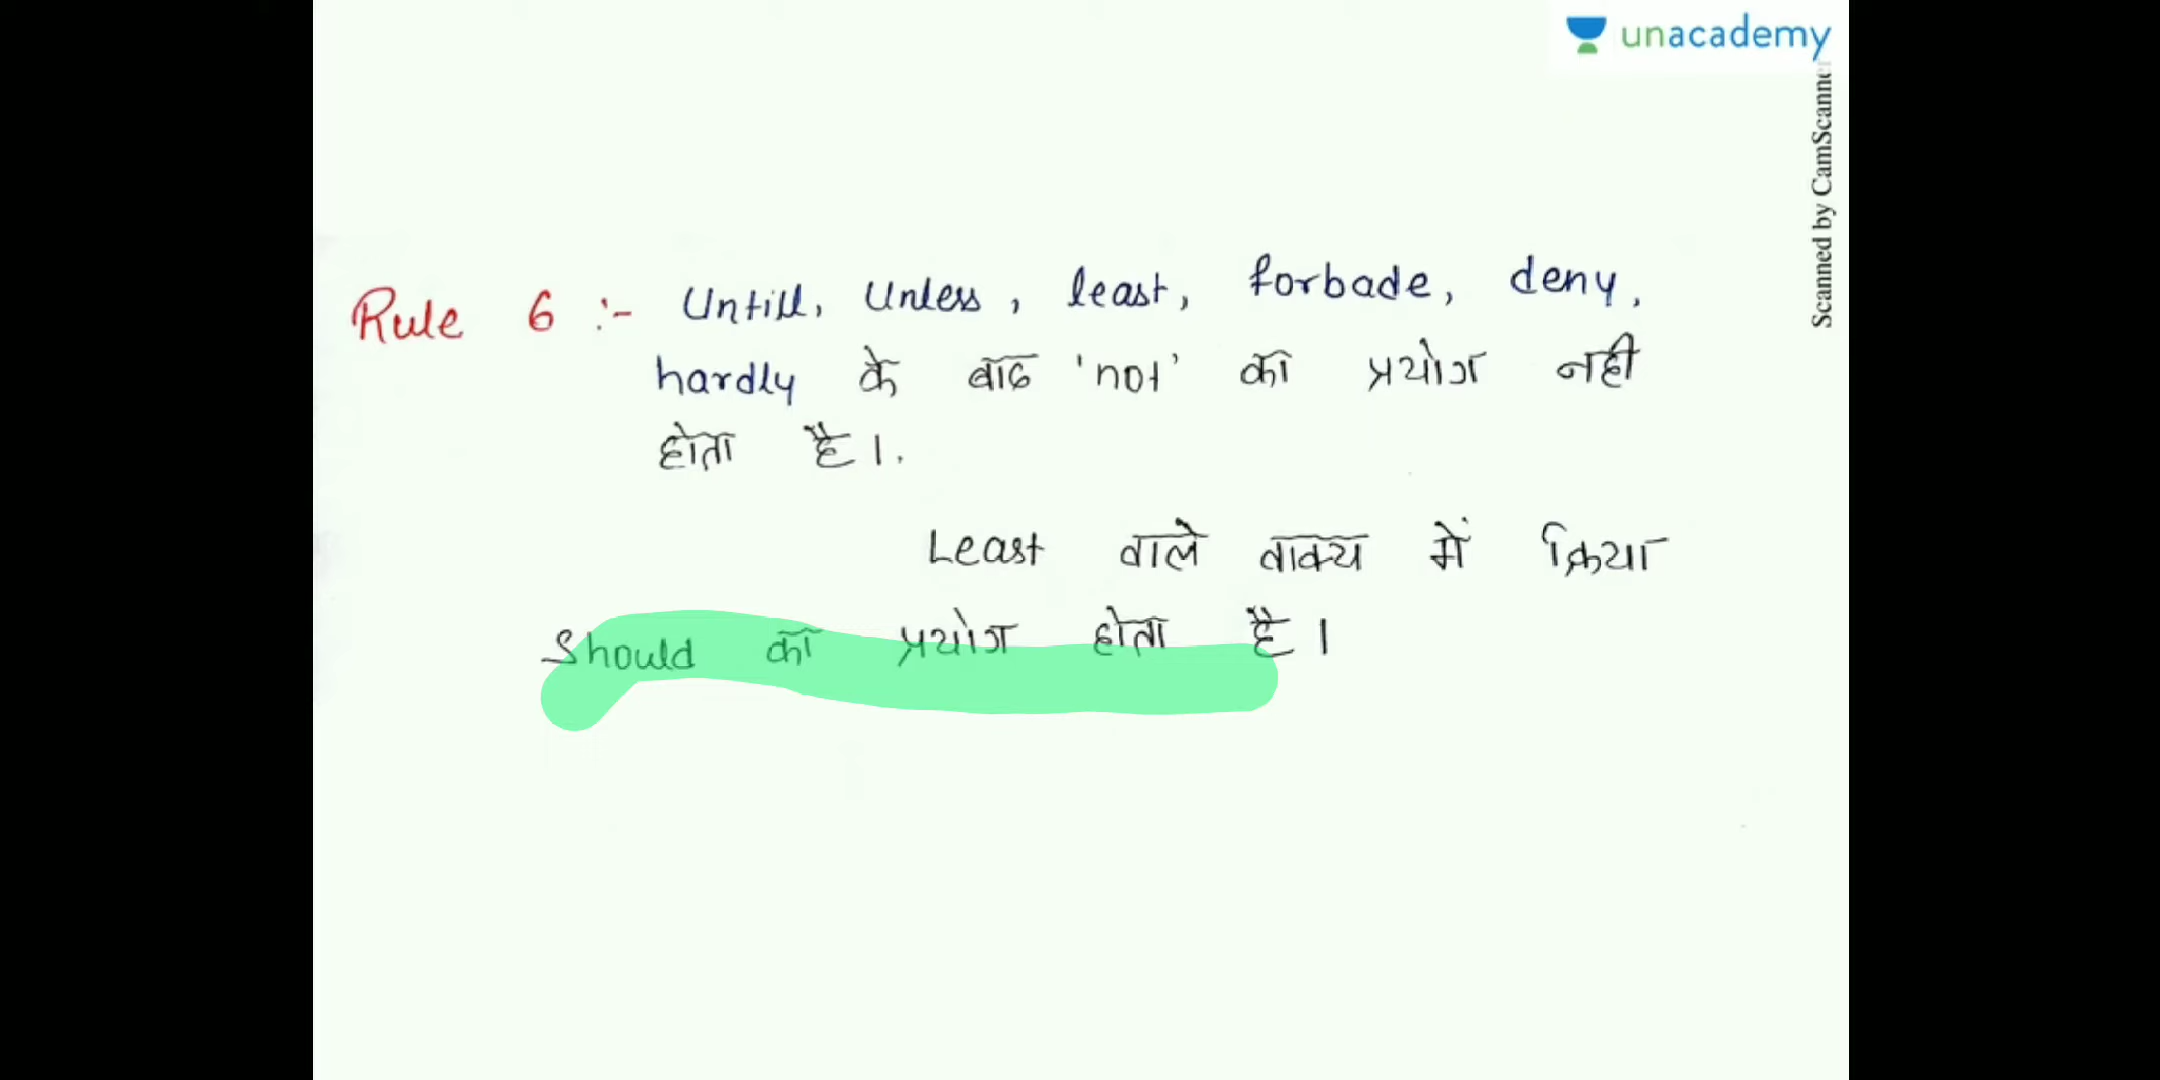 unacademy
Scanned by CamScanner
Rule 6 :- Untill, Unless, least, forbade, deny,
hardly के बाद 'not' का प्रयोग नही
होता है।.
Least वाले वाक्य में क्रिया
Should का प्रयोग होता है।